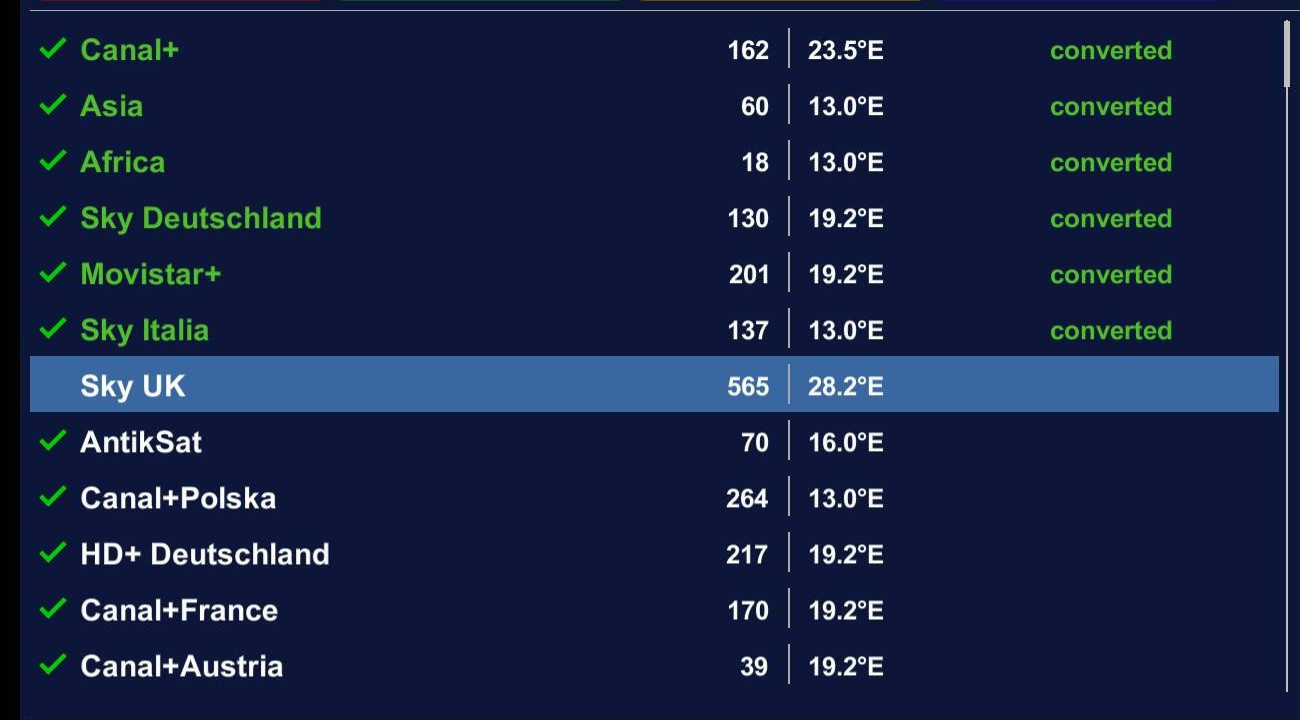 Canal+ 162 23.5°E converted
Asia 60 13.0°E converted
Africa 18 13.0°E converted
Sky Deutschland 130 19.2°E converted
Movistar+ 201 19.2°E converted
Sky Italia 137 13.0°E converted
Sky UK 565 28.2°E
AntikSat 70 16.0°E
Canal+Polska 264 13.0°E
HD+ Deutschland 217 19.2°E
Canal+France 170 19.2°E
Canal+Austria 39 19.2°E